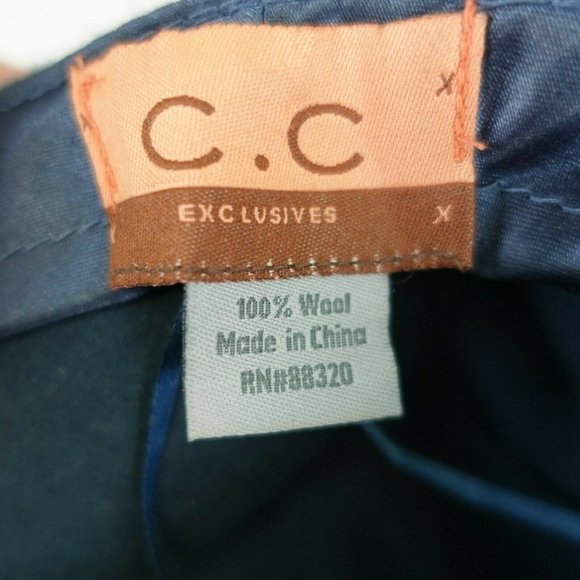 C.C
EXCLUSIVES
100% Wool
Made in China
RN#88320